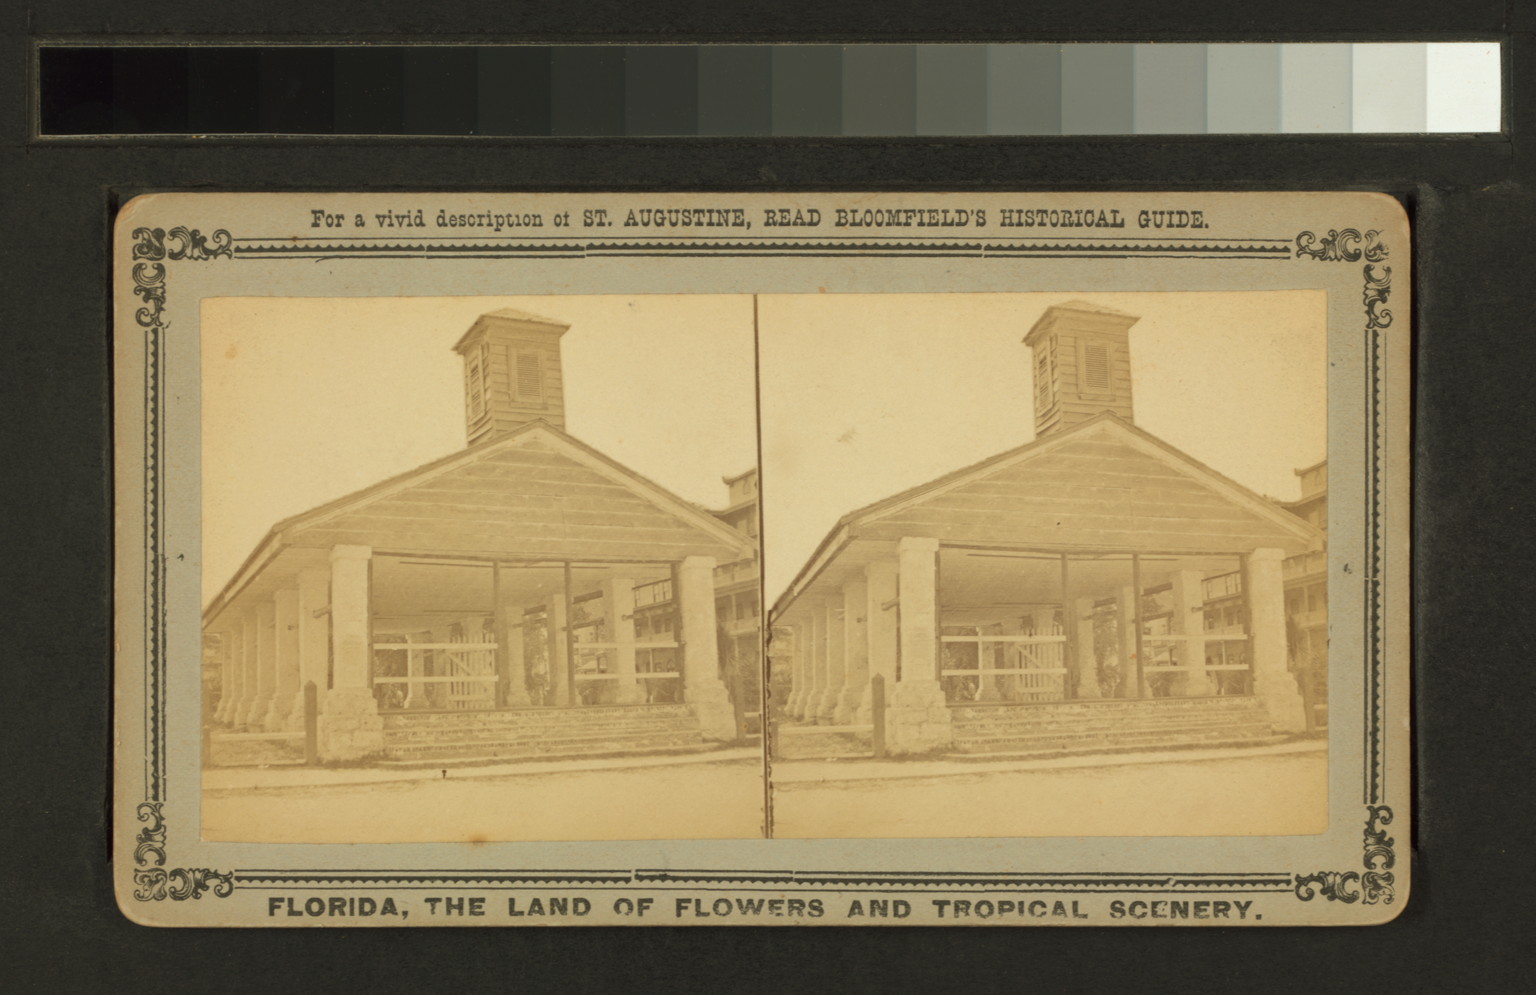 For a vivid description of ST. AUGUSTINE, READ BLOOMFIELD'S HISTORICAL GUIDE.
FLORIDA, THE LAND OF FLOWERS AND TROPICAL SCENERY.